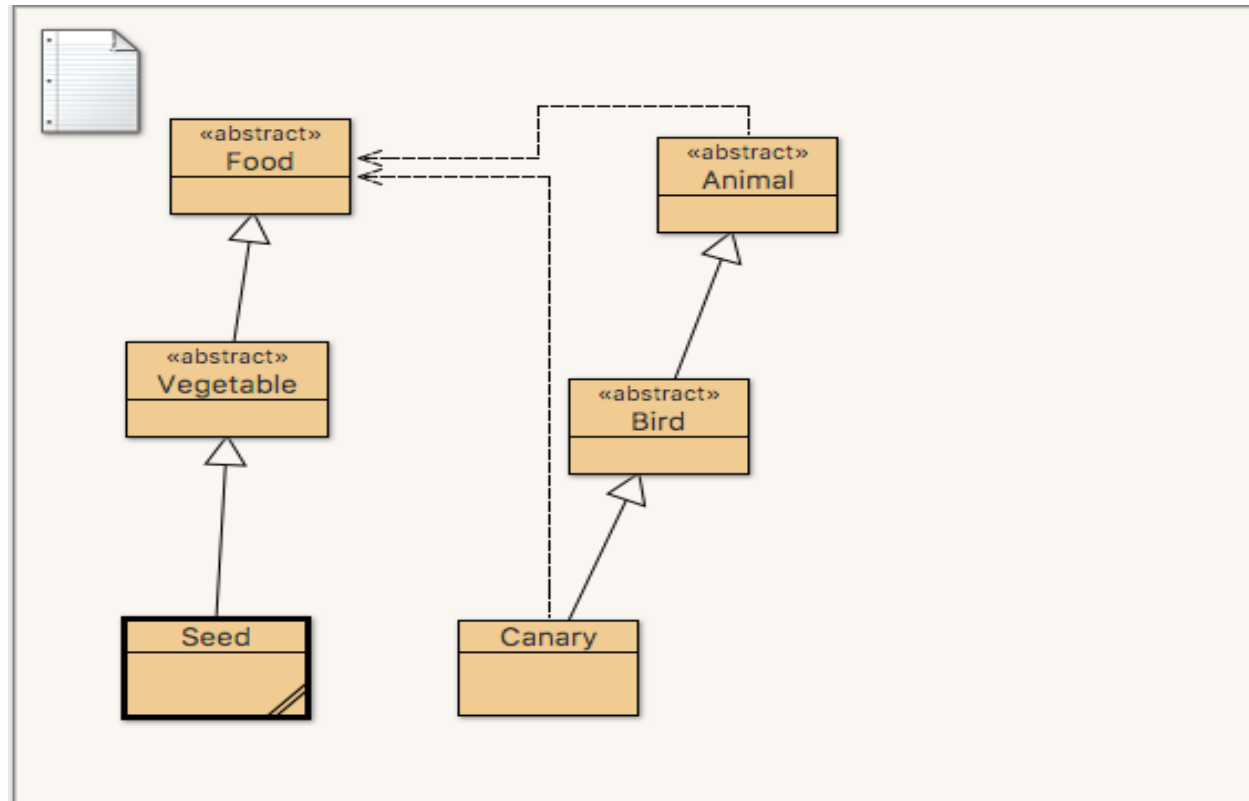 «abstract»
Food
«abstract»
Animal
«abstract»
Vegetable
«abstract»
Bird
Seed
Canary